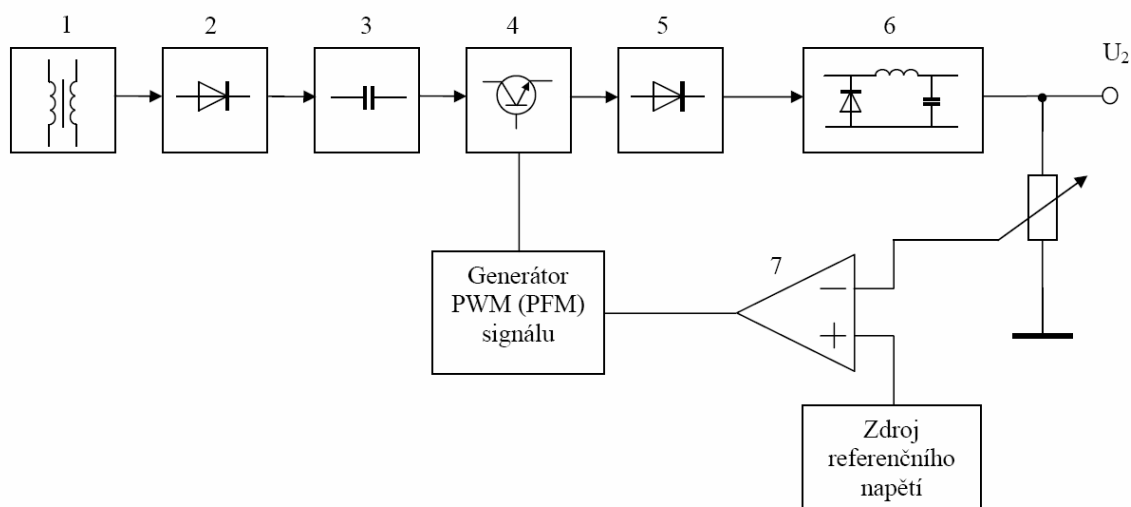 1 2 3 4 5 6
U2
7
Generátor
PWM (PFM)
signálu
Zdroj
referenčního
napětí